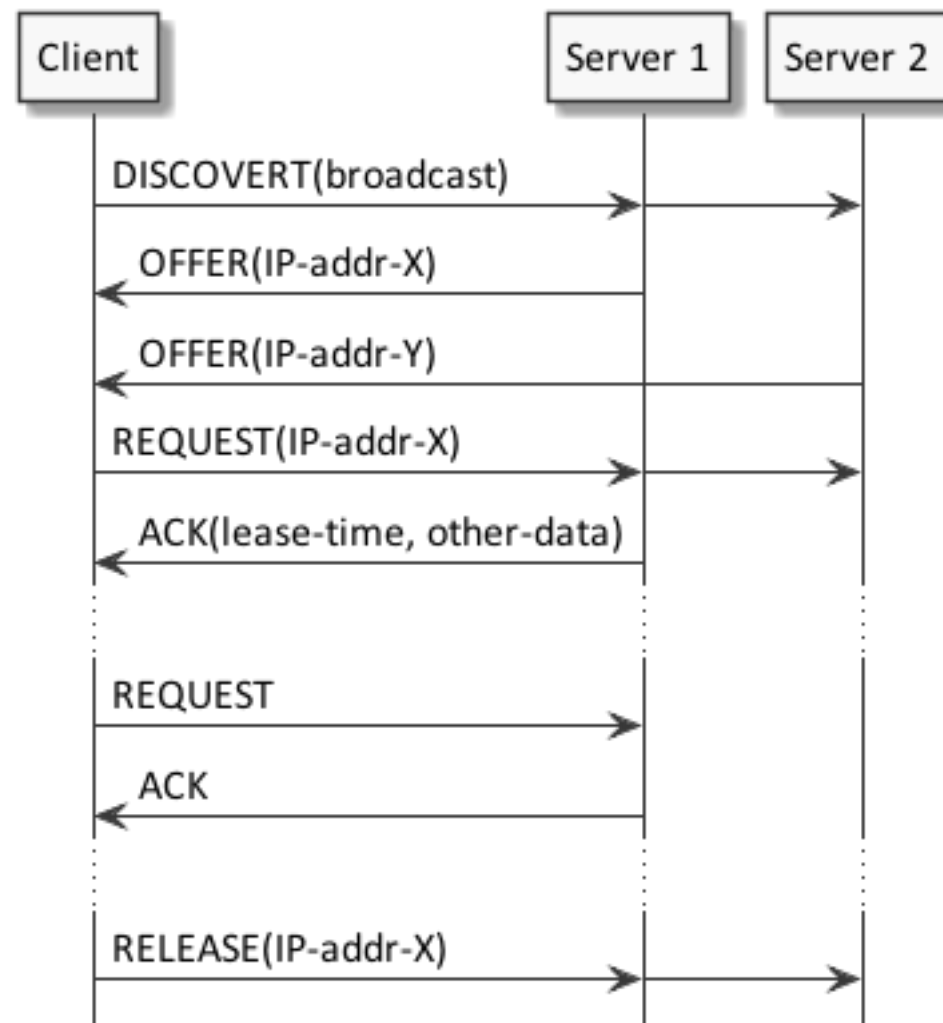 Client
Server 1
Server 2
DISCOVERT(broadcast)
OFFER(IP-addr-X)
OFFER(IP-addr-Y)
REQUEST(IP-addr-X)
ACK(lease-time, other-data)
REQUEST
ACK
RELEASE(IP-addr-X)